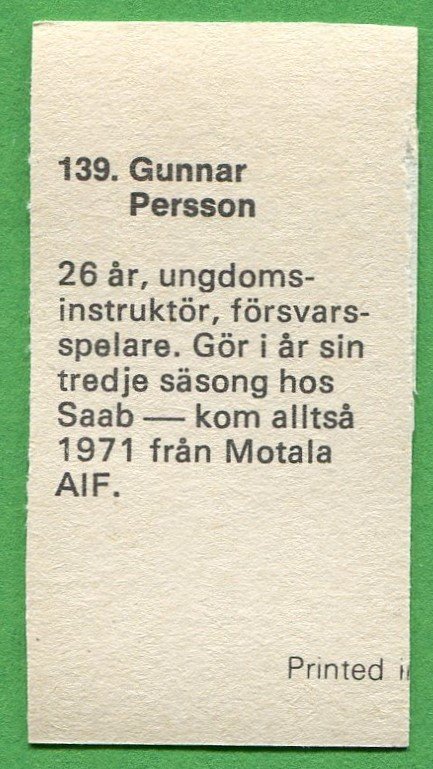 139. Gunnar
Persson
26 år, ungdoms-
instruktör, försvars-
spelare. Gör i år sin
tredje säsong hos
Saab — kom alltså
1971 från Motala
AIF.
Printed